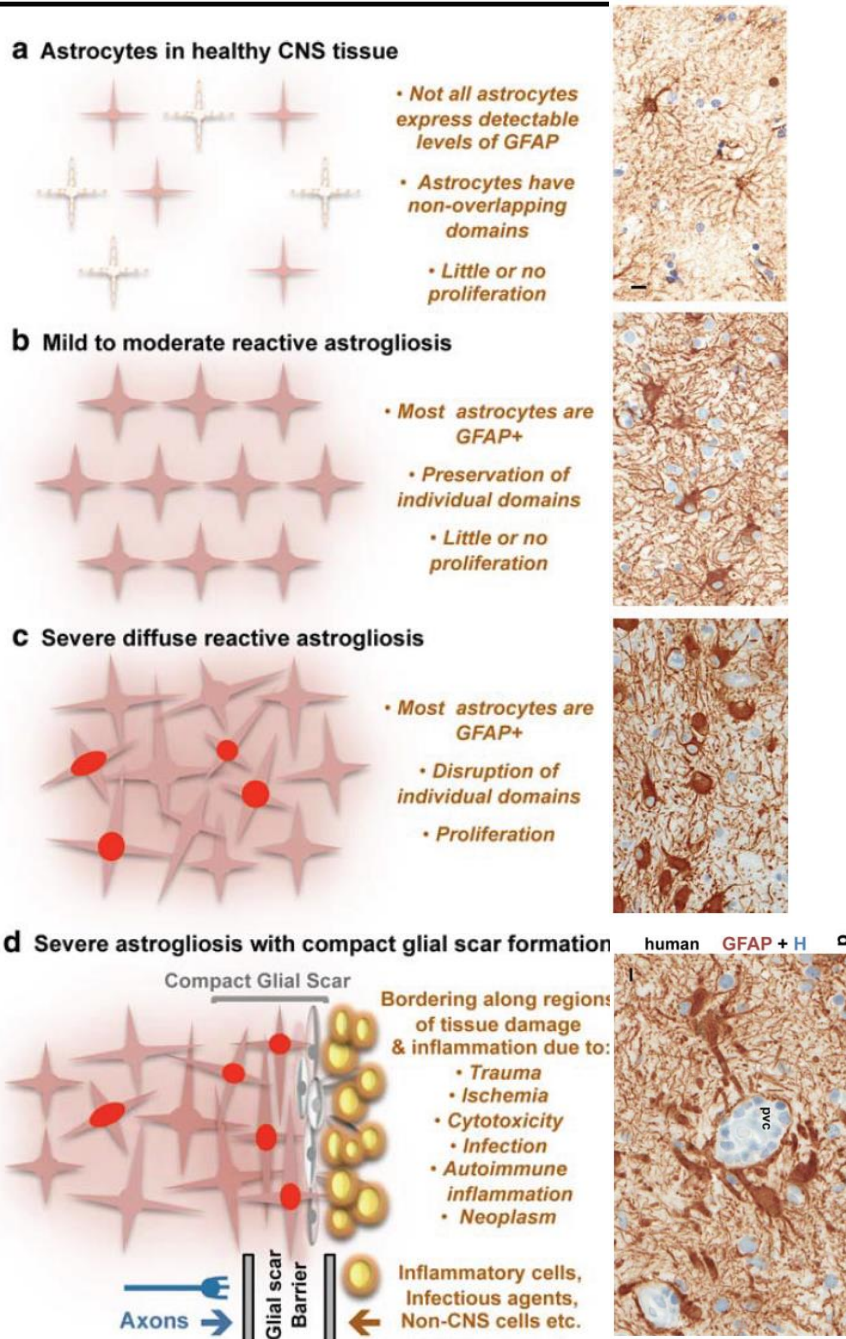 a Astrocytes in healthy CNS tissue
• Not all astrocytes
express detectable
levels of GFAP
• Astrocytes have
non-overlapping
domains
• Little or no
proliferation
b Mild to moderate reactive astrogliosis
• Most astrocytes are
GFAP+
• Preservation of
individual domains
• Little or no
proliferation
c Severe diffuse reactive astrogliosis
• Most astrocytes are
GFAP+
• Disruption of
individual domains
• Proliferation
d Severe astrogliosis with compact glial scar formation
human GFAP + H
Compact Glial Scar
Bordering along regions
of tissue damage
& inflammation due to:
• Trauma
• Ischemia
• Cytotoxicity
• Infection
• Autoimmune
inflammation
• Neoplasm
pvc
Axons
Glial scar
Barrier
Inflammatory cells,
Infectious agents,
Non-CNS cells etc.